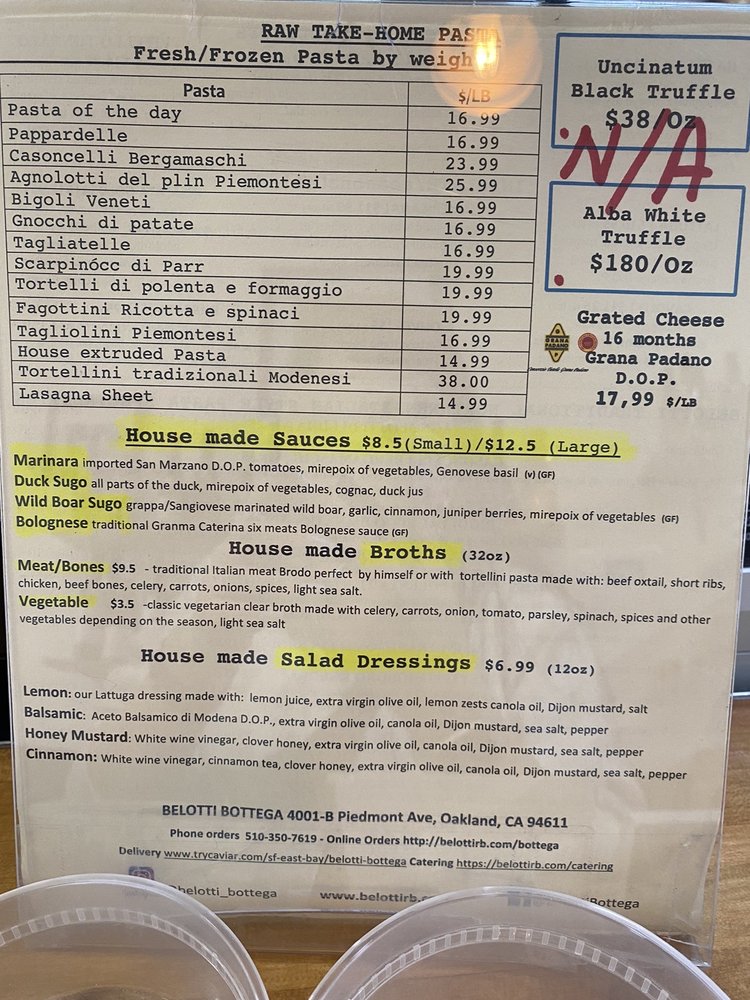 RAW TAKE-HOME PASTA
Fresh/Frozen Pasta by weigh
Pasta $/LB
Pasta of the day 16.99
Pappardelle 16.99
Casoncelli Bergamaschi 23.99
Agnolotti del plin Piemontesi 25.99
Bigoli Veneti 16.99
Gnocchi di patate 16.99
Tagliatelle 16.99
Scarpinócc di Parr 19.99
Tortelli di polenta e formaggio 19.99
Fagottini Ricotta e spinaci 19.99
Tagliolini Piemontesi 16.99
House extruded Pasta 14.99
Tortellini tradizionali Modenesi 38.00
Lasagna Sheet 14.99
Uncinatum
Black Truffle
$38/Oz
N/A
Alba White
Truffle
$180/Oz
Grated Cheese
16 months
Grana Padano
D.O.P.
17,99 $/LB
GRANA
PADANO
House made Sauces $8.5(Small)/$12.5 (Large)
Marinara imported San Marzano D.O.P. tomatoes, mirepoix of vegetables, Genovese basil (v) (GF)
Duck Sugo all parts of the duck, mirepoix of vegetables, cognac, duck jus
Wild Boar Sugo grappa/Sangiovese marinated wild boar, garlic, cinnamon, juniper berries, mirepoix of vegetables (GF)
Bolognese traditional Granma Caterina six meats Bolognese sauce (GF)
House made Broths (32oz)
Meat/Bones $9.5 - traditional Italian meat Brodo perfect by himself or with tortellini pasta made with: beef oxtail, short ribs,
chicken, beef bones, celery, carrots, onions, spices, light sea salt.
Vegetable $3.5 -classic vegetarian clear broth made with celery, carrots, onion, tomato, parsley, spinach, spices and other
vegetables depending on the season, light sea salt
House made Salad Dressings $6.99 (12oz)
Lemon: our Lattuga dressing made with: lemon juice, extra virgin olive oil, lemon zests canola oil, Dijon mustard, salt
Balsamic: Aceto Balsamico di Modena D.O.P., extra virgin olive oil, canola oil, Dijon mustard, sea salt, pepper
Honey Mustard: White wine vinegar, clover honey, extra virgin olive oil, canola oil, Dijon mustard, sea salt, pepper
Cinnamon: White wine vinegar, cinnamon tea, clover honey, extra virgin olive oil, canola oil, Dijon mustard, sea salt, pepper
BELOTTI BOTTEGA 4001-B Piedmont Ave, Oakland, CA 94611
Phone orders 510-350-7619 - Online Orders http://belottirb.com/bottega
Delivery www.trycaviar.com/sf-east-bay/belotti-bottega Catering https://belottirb.com/catering
belotti_bottega www.belottirb. Bottega